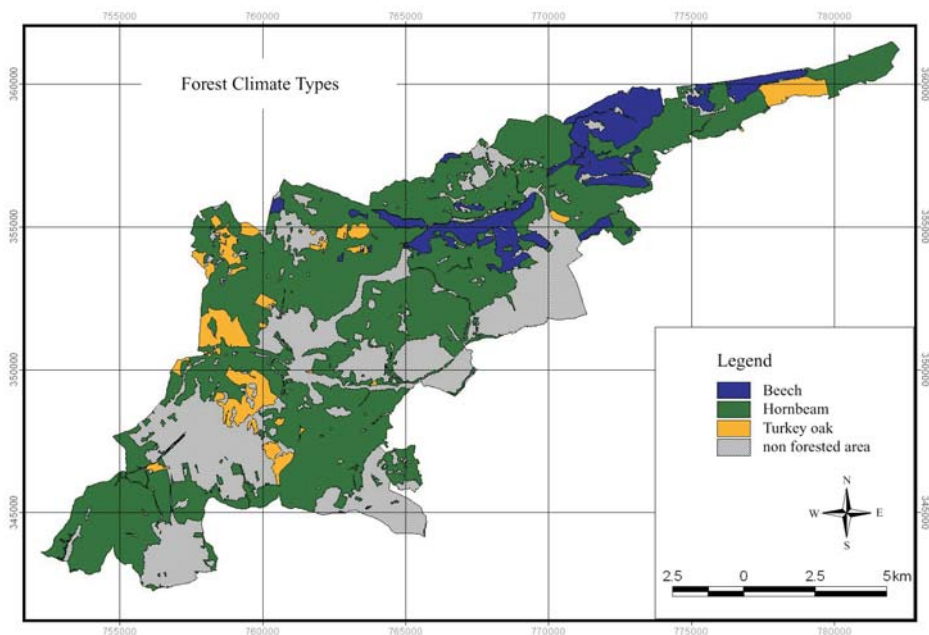 755000 760000 765000 770000 775000 780000
Forest Climate Types
360000 360000
355000 355000
350000 350000
345000 345000
Legend
Beech
Hornbeam
Turkey oak
non forested area
N
W E
S
2.5 0 2.5 5km
755000 760000 765000 770000 775000 780000